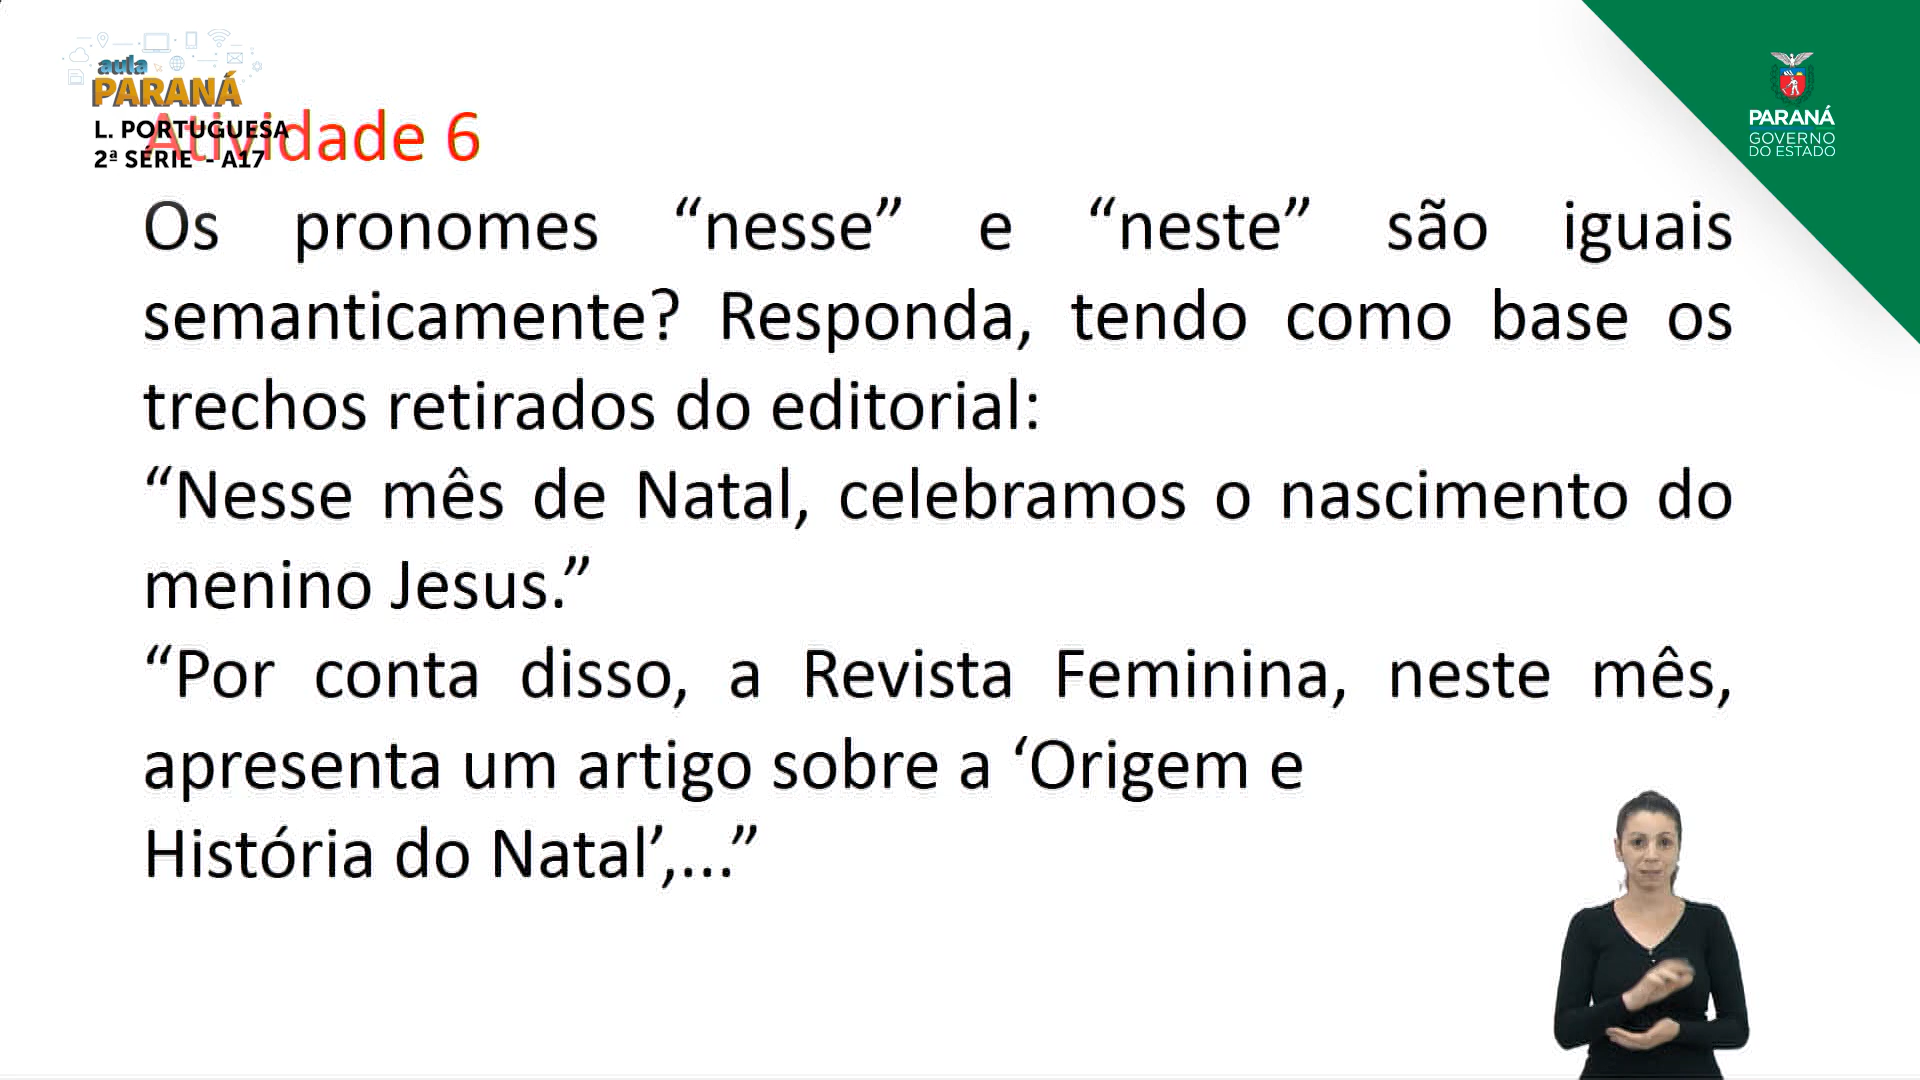 aula
PARANÁ
L. PORTUGUESA
2ª SÉRIE - A17
Atividade 6
PARANÁ
GOVERNO
DO ESTADO
Os pronomes “nesse” e “neste” são iguais
semanticamente? Responda, tendo como base os
trechos retirados do editorial:
“Nesse mês de Natal, celebramos o nascimento do
menino Jesus.”
“Por conta disso, a Revista Feminina, neste mês,
apresenta um artigo sobre a ‘Origem e
História do Natal’,...”